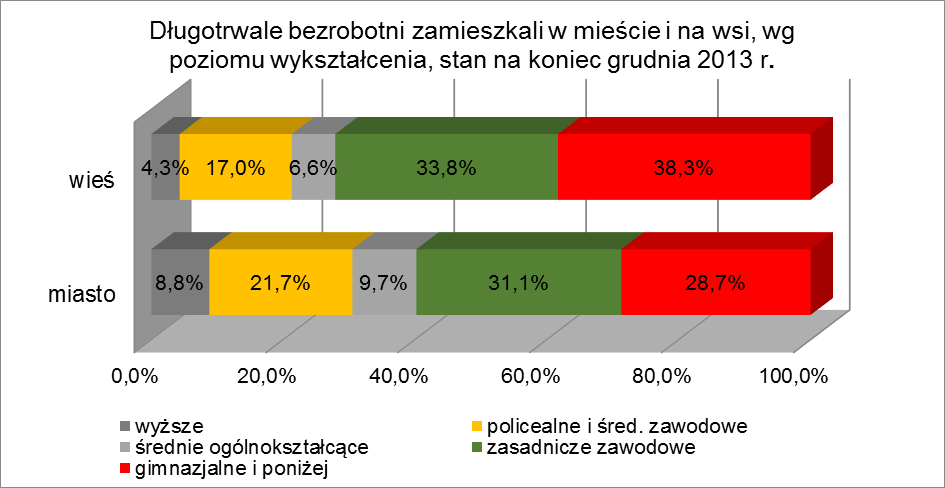 Długotrwale bezrobotni zamieszkali w mieście i na wsi, wg
poziomu wykształcenia, stan na koniec grudnia 2013 r.
wieś
4,3% 17,0% 6,6% 33,8% 38,3%
miasto
8,8% 21,7% 9,7% 31,1% 28,7%
0,0% 20,0% 40,0% 60,0% 80,0% 100,0%
wyższe policealne i śred. zawodowe
średnie ogólnokształcące zasadnicze zawodowe
gimnazjalne i poniżej